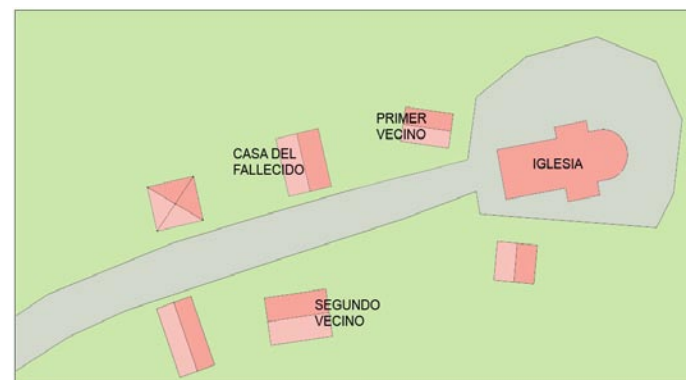 PRIMER
VECINO
CASA DEL
FALLECIDO
IGLESIA
SEGUNDO
VECINO